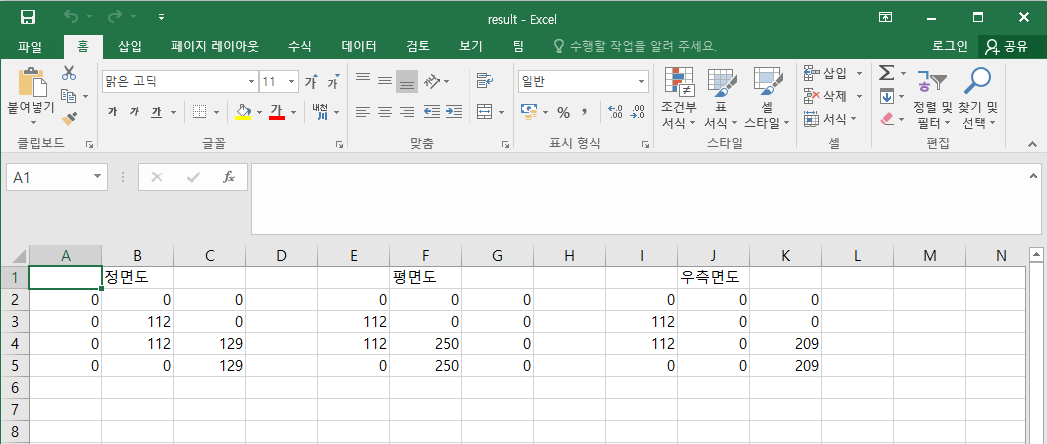 result - Excel
파일 홈 삽입 페이지 레이아웃 수식 데이터 검토 보기 팀 수행할 작업을 알려 주세요. 로그인 공유
붙여넣기
클립보드
맑은 고딕 11 가 가
가 가 가 가 내천
글꼴
맞춤
일반
% , ←.0 .00 .00 →.0
표시 형식
조건부 서식
표 서식
셀 스타일
스타일
삽입
삭제
서식
셀
Σ
정렬 및 필터
찾기 및 선택
편집
A1 fx
A B C D E F G H I J K L M N
1 정면도 평면도 우측면도
2 0 0 0 0 0 0 0 0 0
3 0 112 0 112 0 0 112 0 0
4 0 112 129 112 250 0 112 0 209
5 0 0 129 0 250 0 0 0 209
6
7
8